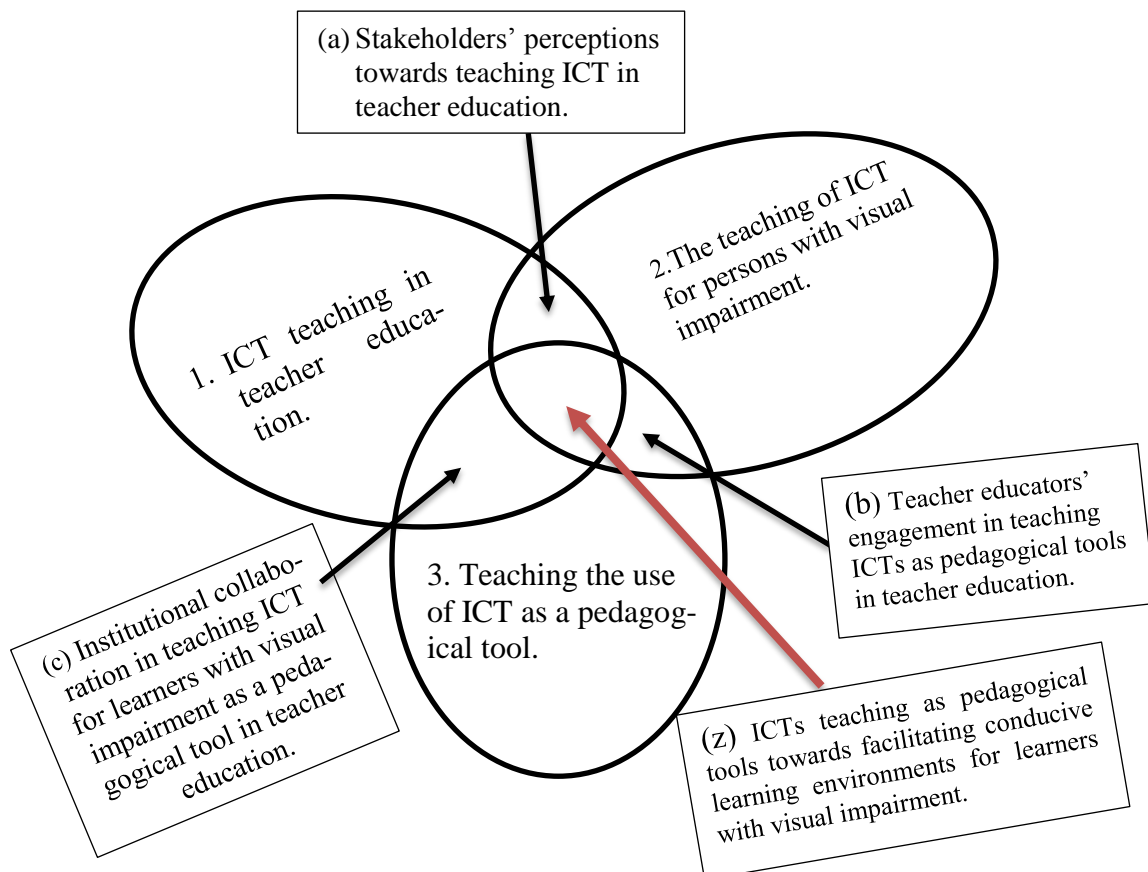 (a) Stakeholders’ perceptions
towards teaching ICT in
teacher education.
1. ICT teaching in
teacher educa-
tion.
2.The teaching of ICT
for persons with visual
impairment.
3. Teaching the use
of ICT as a pedagog-
ical tool.
(b) Teacher educators’
engagement in teaching
ICTs as pedagogical tools
in teacher education.
(c) Institutional collabo-
ration in teaching ICT
for learners with visual
impairment as a peda-
gogical tool in teacher
education.
(z) ICTs teaching as pedagogical
tools towards facilitating conducive
learning environments for learners
with visual impairment.